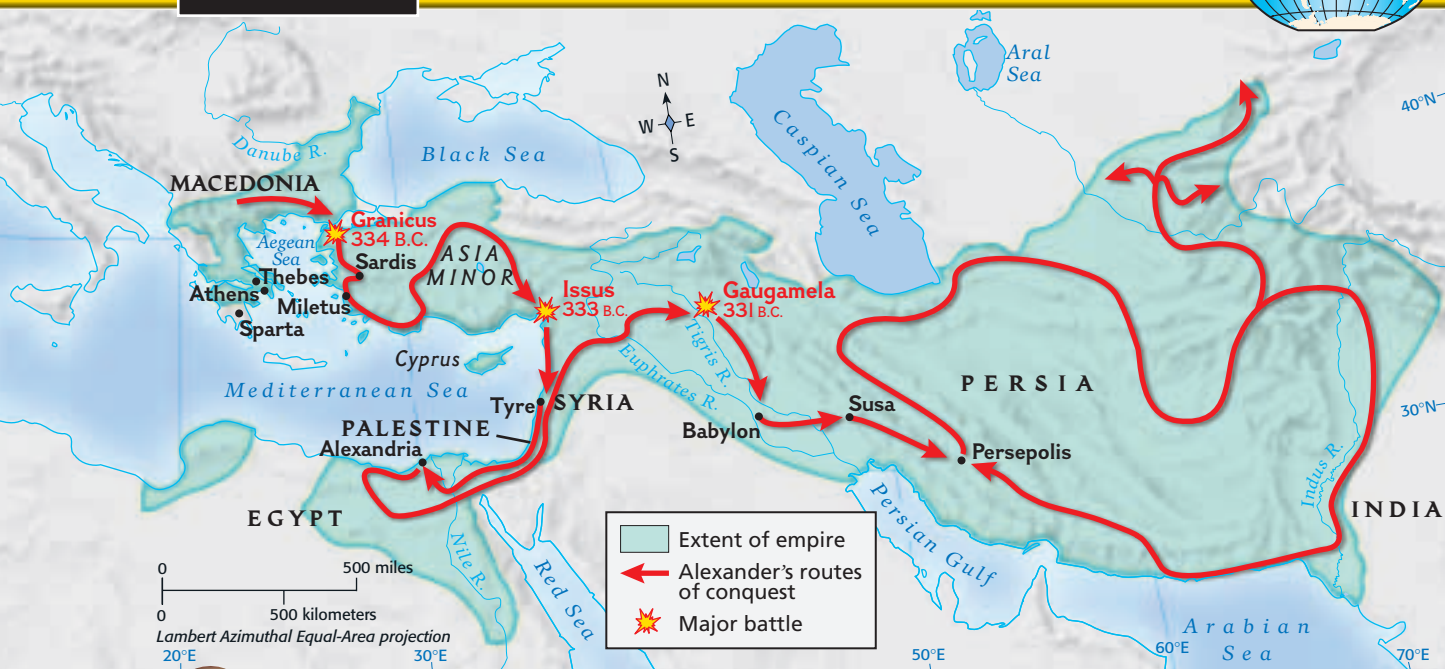 Aral
Sea
40°N
N
W E
S
Caspian Sea
Danube R.
Black Sea
MACEDONIA
Granicus
334 B.C.
Aegean
Sea
ASIA
MINOR
Sardis
Thebes
Athens
Miletus
Sparta
Issus
333 B.C.
Gaugamela
331 B.C.
Tigris R.
Euphrates R.
Cyprus
Mediterranean Sea
PERSIA
30°N
Tyre
SYRIA
Susa
Babylon
PALESTINE
Alexandria
Persepolis
Indus R.
INDIA
EGYPT
Persian Gulf
Nile R.
Red Sea
Extent of empire
Alexander's routes
of conquest
Major battle
0 500 miles
0 500 kilometers
Lambert Azimuthal Equal-Area projection
Arabian
Sea
20°E 30°E 50°E 60°E 70°E